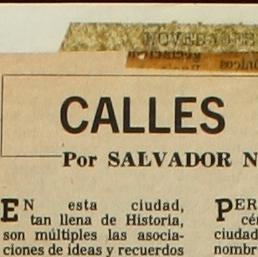 CALLES
Por SALVADOR N
EN esta ciudad,
tan llena de Historia,
son múltiples las asocia-
ciones de ideas y recuerdos
PER
cé
ciudad
nombr